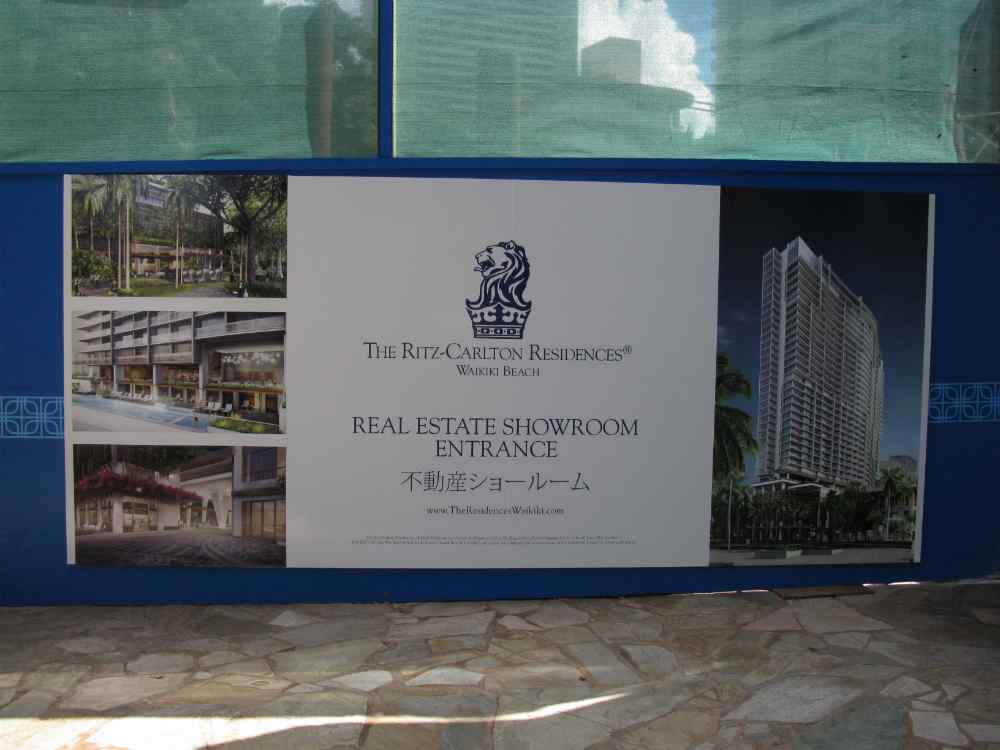 THE RITZ-CARLTON RESIDENCES®
WAIKIKI BEACH
REAL ESTATE SHOWROOM
ENTRANCE
不動産ショールーム
www.TheResidencesWaikiki.com